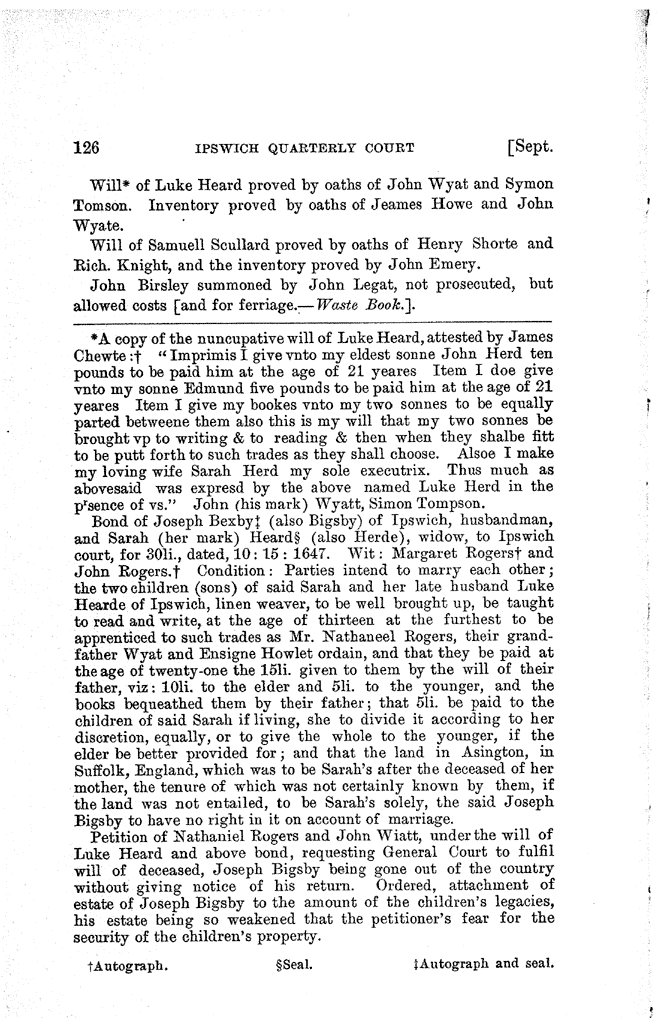 126 IPSWICH QUARTERLY COURT [Sept.
Will* of Luke Heard proved by oaths of John Wyat and Symon
Tomson. Inventory proved by oaths of Jeames Howe and John
Wyate.
Will of Samuell Scullard proved by oaths of Henry Shorte and
Rich. Knight, and the inventory proved by John Emery.
John Birsley summoned by John Legat, not prosecuted, but
allowed costs [and for ferriage.—Waste Book.].
*A copy of the nuncupative will of Luke Heard, attested by James
Chewte:† "Imprimis I give vnto my eldest sonne John Herd ten
pounds to be paid him at the age of 21 yeares Item I doe give
vnto my sonne Edmund five pounds to be paid him at the age of 21
yeares Item I give my bookes vnto my two sonnes to be equally
parted betweene them also this is my will that my two sonnes be
brought vp to writing & to reading & then when they shalbe fitt
to be putt forth to such trades as they shall choose. Alsoe I make
my loving wife Sarah Herd my sole executrix. Thus much as
abovesaid was expresd by the above named Luke Herd in the
pʳsence of vs." John (his mark) Wyatt, Simon Tompson.
Bond of Joseph Bexby‡ (also Bigsby) of Ipswich, husbandman,
and Sarah (her mark) Heard§ (also Herde), widow, to Ipswich
court, for 30li., dated, 10:15:1647. Wit: Margaret Rogers† and
John Rogers.† Condition: Parties intend to marry each other;
the two children (sons) of said Sarah and her late husband Luke
Hearde of Ipswich, linen weaver, to be well brought up, be taught
to read and write, at the age of thirteen at the furthest to be
apprenticed to such trades as Mr. Nathaneel Rogers, their grand-
father Wyat and Ensigne Howlet ordain, and that they be paid at
the age of twenty-one the 15li. given to them by the will of their
father, viz: 10li. to the elder and 5li. to the younger, and the
books bequeathed them by their father; that 5li. be paid to the
children of said Sarah if living, she to divide it according to her
discretion, equally, or to give the whole to the younger, if the
elder be better provided for; and that the land in Asington, in
Suffolk, England, which was to be Sarah's after the deceased of her
mother, the tenure of which was not certainly known by them, if
the land was not entailed, to be Sarah's solely, the said Joseph
Bigsby to have no right in it on account of marriage.
Petition of Nathaniel Rogers and John Wiatt, under the will of
Luke Heard and above bond, requesting General Court to fulfil
will of deceased, Joseph Bigsby being gone out of the country
without giving notice of his return. Ordered, attachment of
estate of Joseph Bigsby to the amount of the children's legacies,
his estate being so weakened that the petitioner's fear for the
security of the children's property.
†Autograph. §Seal. ‡Autograph and seal.